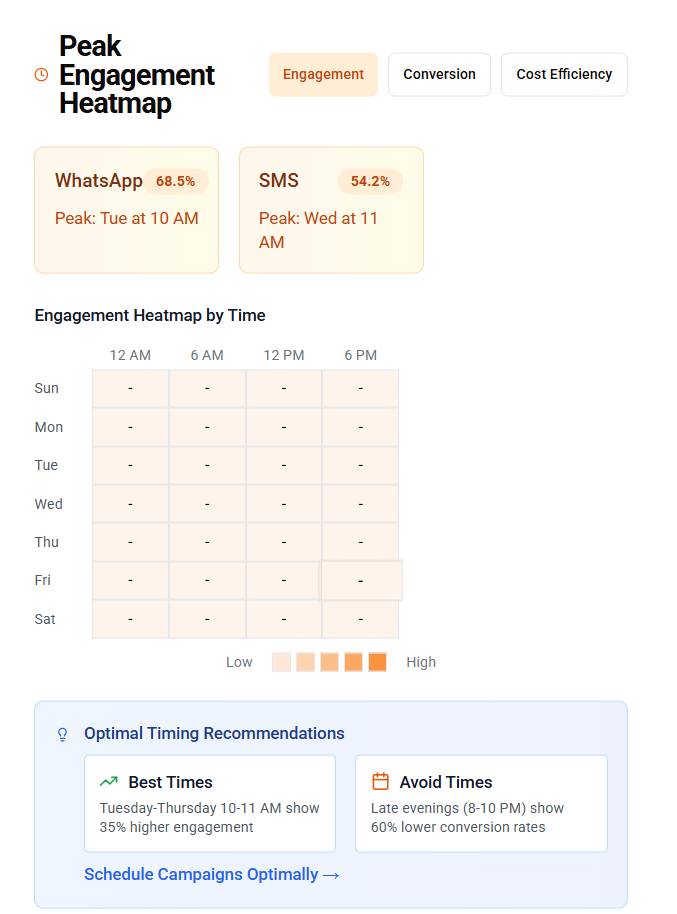 Peak
Engagement
Heatmap
Engagement
Conversion
Cost Efficiency
WhatsApp 68.5%
Peak: Tue at 10 AM
SMS 54.2%
Peak: Wed at 11
AM
Engagement Heatmap by Time
12 AM 6 AM 12 PM 6 PM
Sun - - - -
Mon - - - -
Tue - - - -
Wed - - - -
Thu - - - -
Fri - - - -
Sat - - - -
Low High
Optimal Timing Recommendations
Best Times
Tuesday-Thursday 10-11 AM show
35% higher engagement
Avoid Times
Late evenings (8-10 PM) show
60% lower conversion rates
Schedule Campaigns Optimally →